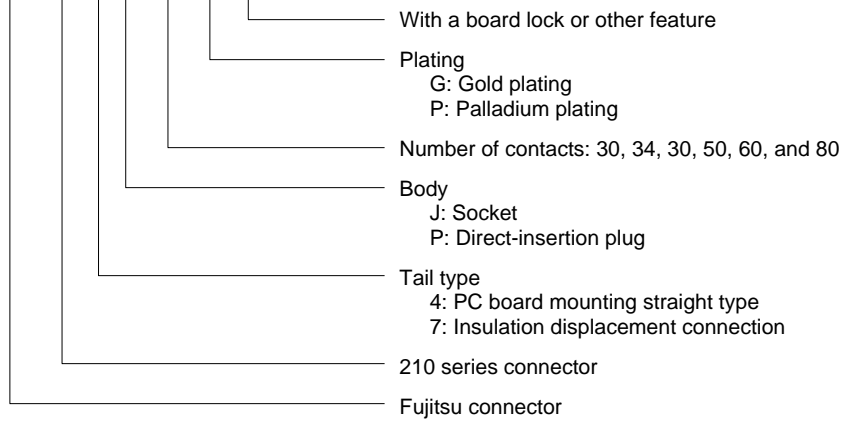 With a board lock or other feature
Plating
G: Gold plating
P: Palladium plating
Number of contacts: 30, 34, 30, 50, 60, and 80
Body
J: Socket
P: Direct-insertion plug
Tail type
4: PC board mounting straight type
7: Insulation displacement connection
210 series connector
Fujitsu connector